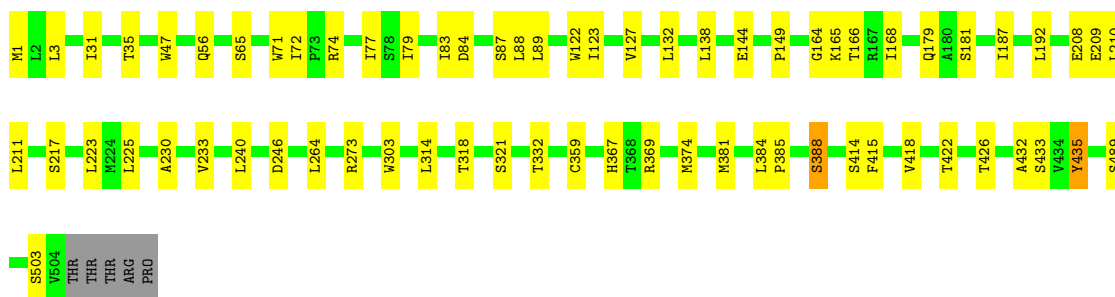 M1 L2 L3 I31 T35 W47 Q56 S65 W71 I72 P73 R74 I77 S78 I79 I83 D84 S87 L88 L89 W122 I123 V127 L132 L138 E144 P149 G164 K165 T166 R167 I168 Q179 A180 S181 I187 L192 E208 E209 L210
L211 S217 L223 M224 L225 A230 V233 L240 D246 L264 R273 W303 L314 T318 S321 T332 C359 H367 T368 R369 M374 M381 L384 P385 S388 S414 F415 V418 T422 T426 A432 S433 V434 Y435 S489
S503 V504 THR THR THR ARG PRO